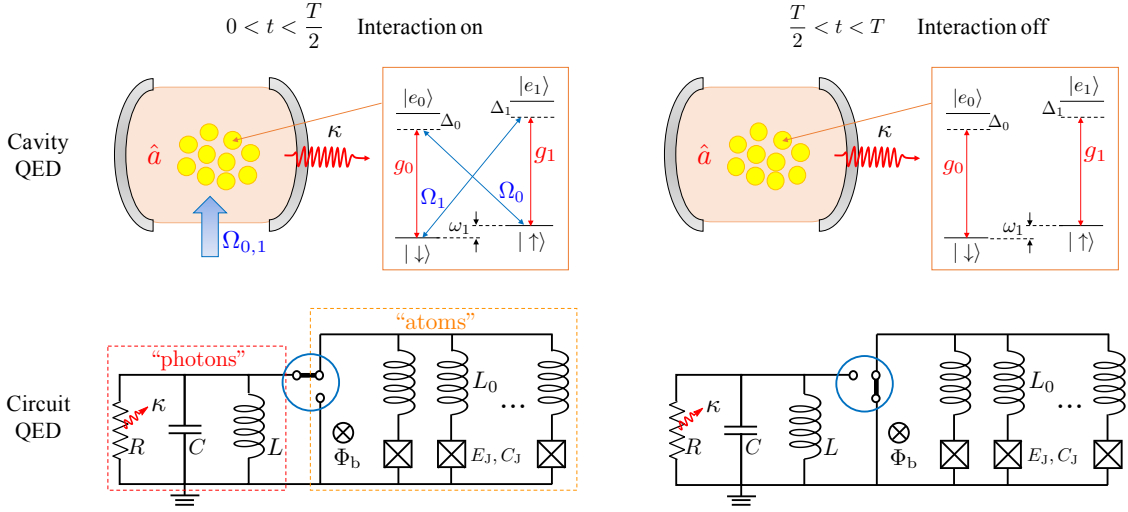 0 < t < T/2 Interaction on
T/2 < t < T Interaction off
Cavity
QED
â
κ
Ω₀,₁
|e₀⟩
|e₁⟩
Δ₁
Δ₀
g₀
g₁
Ω₁
Ω₀
ω₁
|↓⟩
|↑⟩
â
κ
|e₀⟩
|e₁⟩
Δ₁
Δ₀
g₀
g₁
ω₁
|↓⟩
|↑⟩
Circuit
QED
“photons”
“atoms”
κ
R
C
L
L₀
...
Φb
EJ, CJ
κ
R
C
L
L₀
...
Φb
EJ, CJ